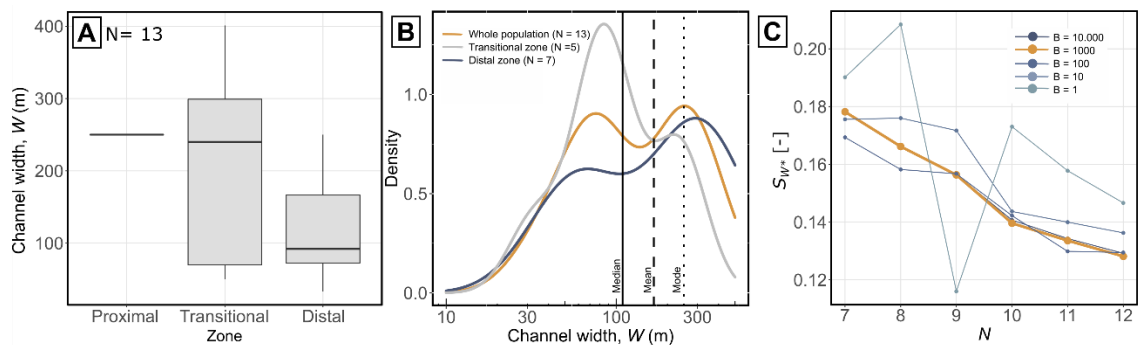 A N= 13
400
300
200
100
Channel width, W (m)
Proximal Transitional Distal
Zone
B
Whole population (N = 13)
Transitional zone (N =5)
Distal zone (N = 7)
1.0
0.5
0.0
Density
Median
Mean
Mode
10 30 100 300
Channel width, W (m)
C
B = 10.000
B = 1000
B = 100
B = 10
B = 1
0.20
0.18
0.16
0.14
0.12
SW* [-]
7 8 9 10 11 12
N